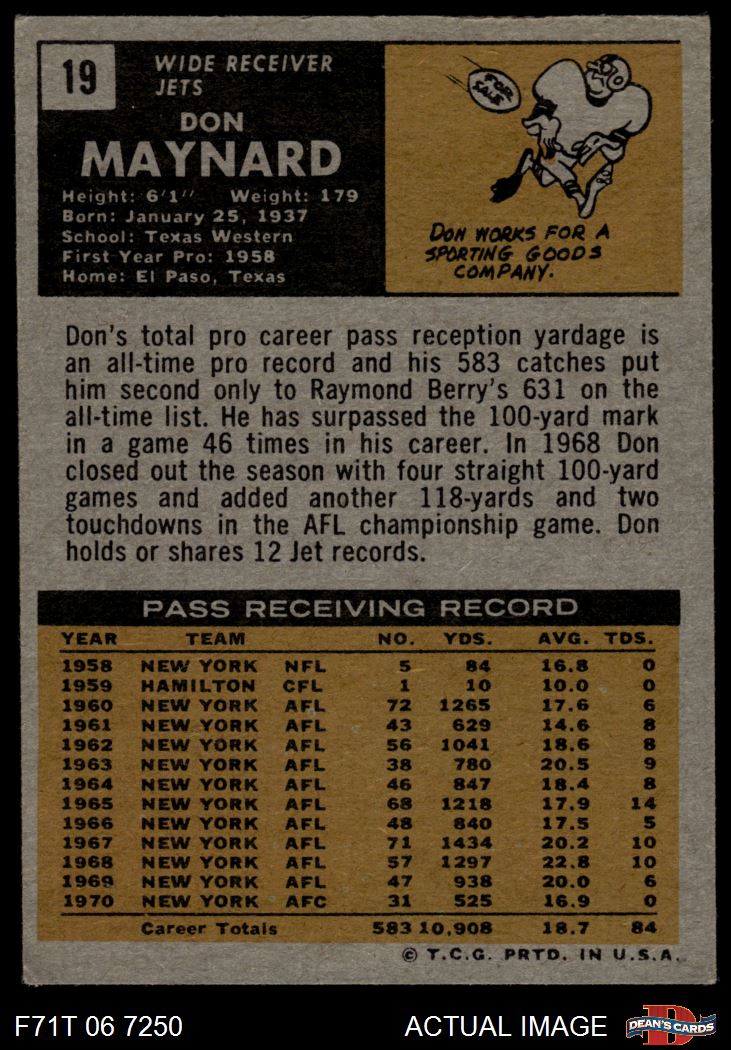 19
WIDE RECEIVER
JETS
DON
MAYNARD
Height: 6'1" Weight: 179
Born: January 25, 1937
School: Texas Western
First Year Pro: 1958
Home: El Paso, Texas
FOR
SALE
DON WORKS FOR A
SPORTING GOODS
COMPANY.
Don's total pro career pass reception yardage is
an all-time pro record and his 583 catches put
him second only to Raymond Berry's 631 on the
all-time list. He has surpassed the 100-yard mark
in a game 46 times in his career. In 1968 Don
closed out the season with four straight 100-yard
games and added another 118-yards and two
touchdowns in the AFL championship game. Don
holds or shares 12 Jet records.
PASS RECEIVING RECORD
YEAR TEAM NO. YDS. AVG. TDS.
1958 NEW YORK NFL 5 84 16.8 0
1959 HAMILTON CFL 1 10 10.0 0
1960 NEW YORK AFL 72 1265 17.6 6
1961 NEW YORK AFL 43 629 14.6 8
1962 NEW YORK AFL 56 1041 18.6 8
1963 NEW YORK AFL 38 780 20.5 9
1964 NEW YORK AFL 46 847 18.4 8
1965 NEW YORK AFL 68 1218 17.9 14
1966 NEW YORK AFL 48 840 17.5 5
1967 NEW YORK AFL 71 1434 20.2 10
1968 NEW YORK AFL 57 1297 22.8 10
1969 NEW YORK AFL 47 938 20.0 6
1970 NEW YORK AFC 31 525 16.9 0
Career Totals 583 10,908 18.7 84
© T.C.G. PRTD. IN U.S.A.
F71T 06 7250 ACTUAL IMAGE
D
DEAN'S CARDS